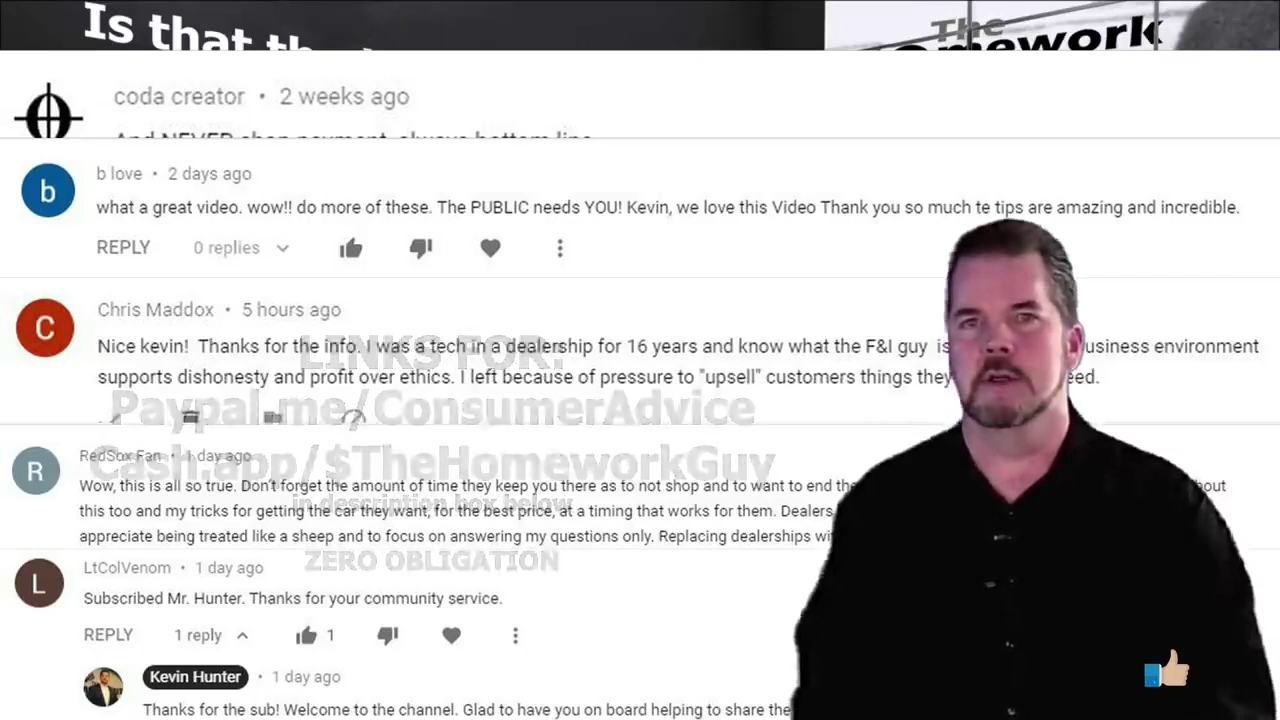 Is that the
The
Homework
coda creator • 2 weeks ago
And NEVER shop payment, always bottom line
b love • 2 days ago
what a great video. wow!! do more of these. The PUBLIC needs YOU! Kevin, we love this Video Thank you so much te tips are amazing and incredible.
REPLY 0 replies
Chris Maddox • 5 hours ago
Nice kevin! Thanks for the info. I was a tech in a dealership for 16 years and know what the F&I guy is business environment
supports dishonesty and profit over ethics. I left because of pressure to "upsell" customers things they
LINKS FOR:
Paypal.me/ConsumerAdvice
Cash.app/$TheHomeworkGuy
in description box below
ZERO OBLIGATION
RedSox Fan • 1 day ago
Wow, this is all so true. Don't forget the amount of time they keep you there as to not shop and to want to end the
this too and my tricks for getting the car they want, for the best price, at a timing that works for them. Dealers
appreciate being treated like a sheep and to focus on answering my questions only. Replacing dealerships
LtColVenom • 1 day ago
Subscribed Mr. Hunter. Thanks for your community service.
REPLY 1 reply 1
Kevin Hunter • 1 day ago
Thanks for the sub! Welcome to the channel. Glad to have you on board helping to share the